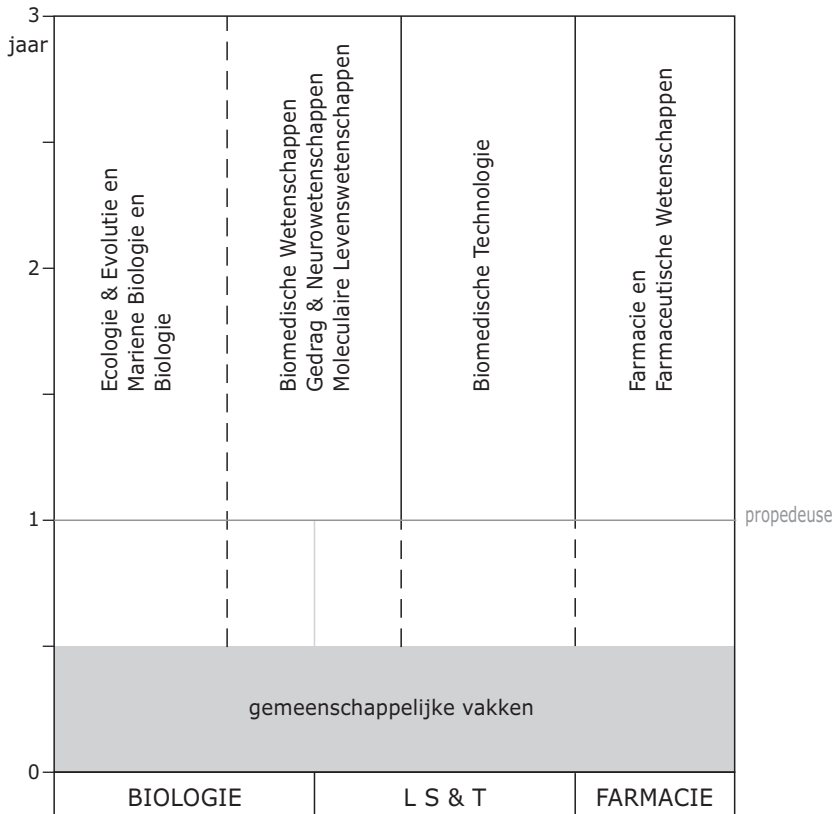 3
jaar
2
1
0
Ecologie & Evolutie en
Mariene Biologie en
Biologie
Biomedische Wetenschappen
Gedrag & Neurowetenschappen
Moleculaire Levenswetenschappen
Biomedische Technologie
Farmacie en
Farmaceutische Wetenschappen
propedeuse
gemeenschappelijke vakken
BIOLOGIE
L S & T
FARMACIE